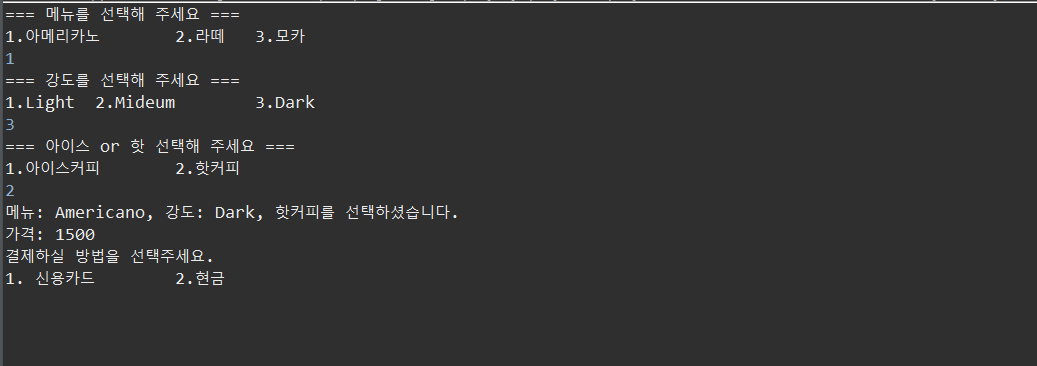 === 메뉴를 선택해 주세요 ===
1.아메리카노 2.라떼 3.모카
1
=== 강도를 선택해 주세요 ===
1.Light 2.Mideum 3.Dark
3
=== 아이스 or 핫 선택해 주세요 ===
1.아이스커피 2.핫커피
2
메뉴: Americano, 강도: Dark, 핫커피를 선택하셨습니다.
가격: 1500
결제하실 방법을 선택주세요.
1. 신용카드 2.현금